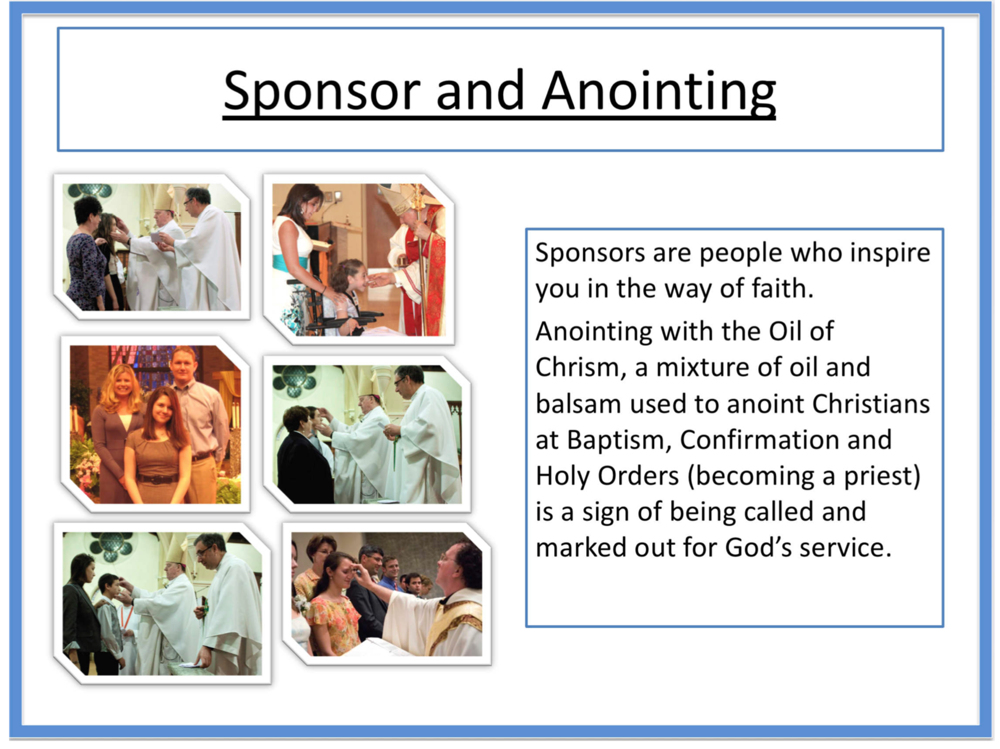 Sponsor and Anointing
Sponsors are people who inspire
you in the way of faith.
Anointing with the Oil of
Chrism, a mixture of oil and
balsam used to anoint Christians
at Baptism, Confirmation and
Holy Orders (becoming a priest)
is a sign of being called and
marked out for God’s service.